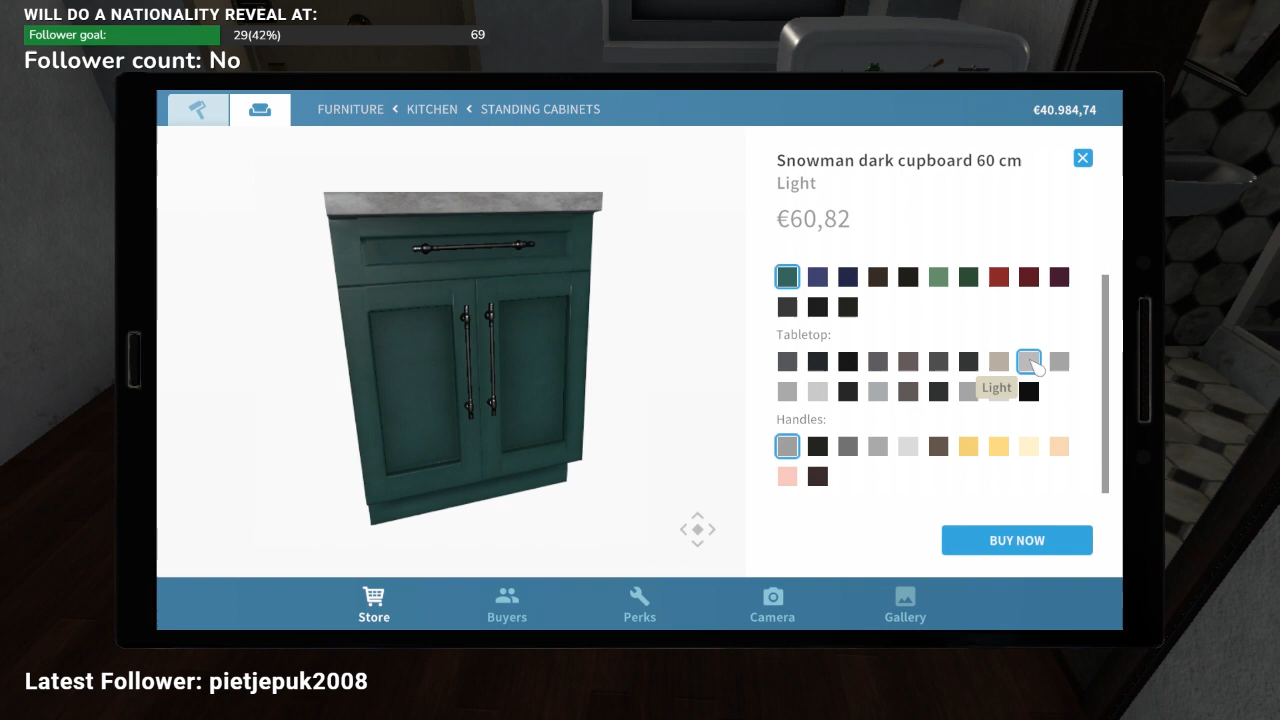 WILL DO A NATIONALITY REVEAL AT:
Follower goal: 29(42%) 69
Follower count: No
FURNITURE < KITCHEN < STANDING CABINETS €40.984,74
Snowman dark cupboard 60 cm
Light
€60,82
Tabletop:
Light
Handles:
BUY NOW
Store Buyers Perks Camera Gallery
Latest Follower: pietjepuk2008